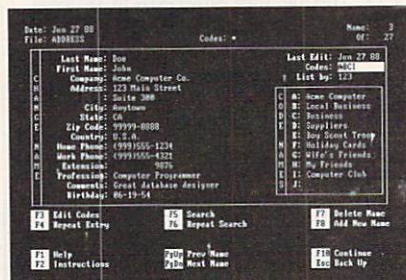 Date: Jun 27 88
File: ADDRESS
Codes: *
Name: 3
Of: 27
Last Name: Doe
First Name: John
Company: Acme Computer Co.
Address: 123 Main Street
Suite 300
City: Anytown
State: CA
Zip Code: 99999-8888
Country: U.S.A.
Home Phone: (999)555-1234
Work Phone: (999)555-4321
Extension: 9876
Profession: Computer Programmer
Comments: Great database designer
Birthday: 06-19-54
CHANGE
NAME
Last Edit: Jun 27 88
Codes: ABCI
List by: 123
CODES
A: Acme Computer
B: Local Business
C: Business
D: Suppliers
E: Boy Scout Troop
F: Holiday Cards
G: Wife's Friends
H: My Friends
I: Computer Club
J:
F3 Edit Codes
F4 Repeat Entry
F5 Search
F6 Repeat Search
F7 Delete Name
F8 Add New Name
F1 Help
F2 Instructions
PgUp Prev Name
PgDn Next Name
F10 Continue
Esc Back Up